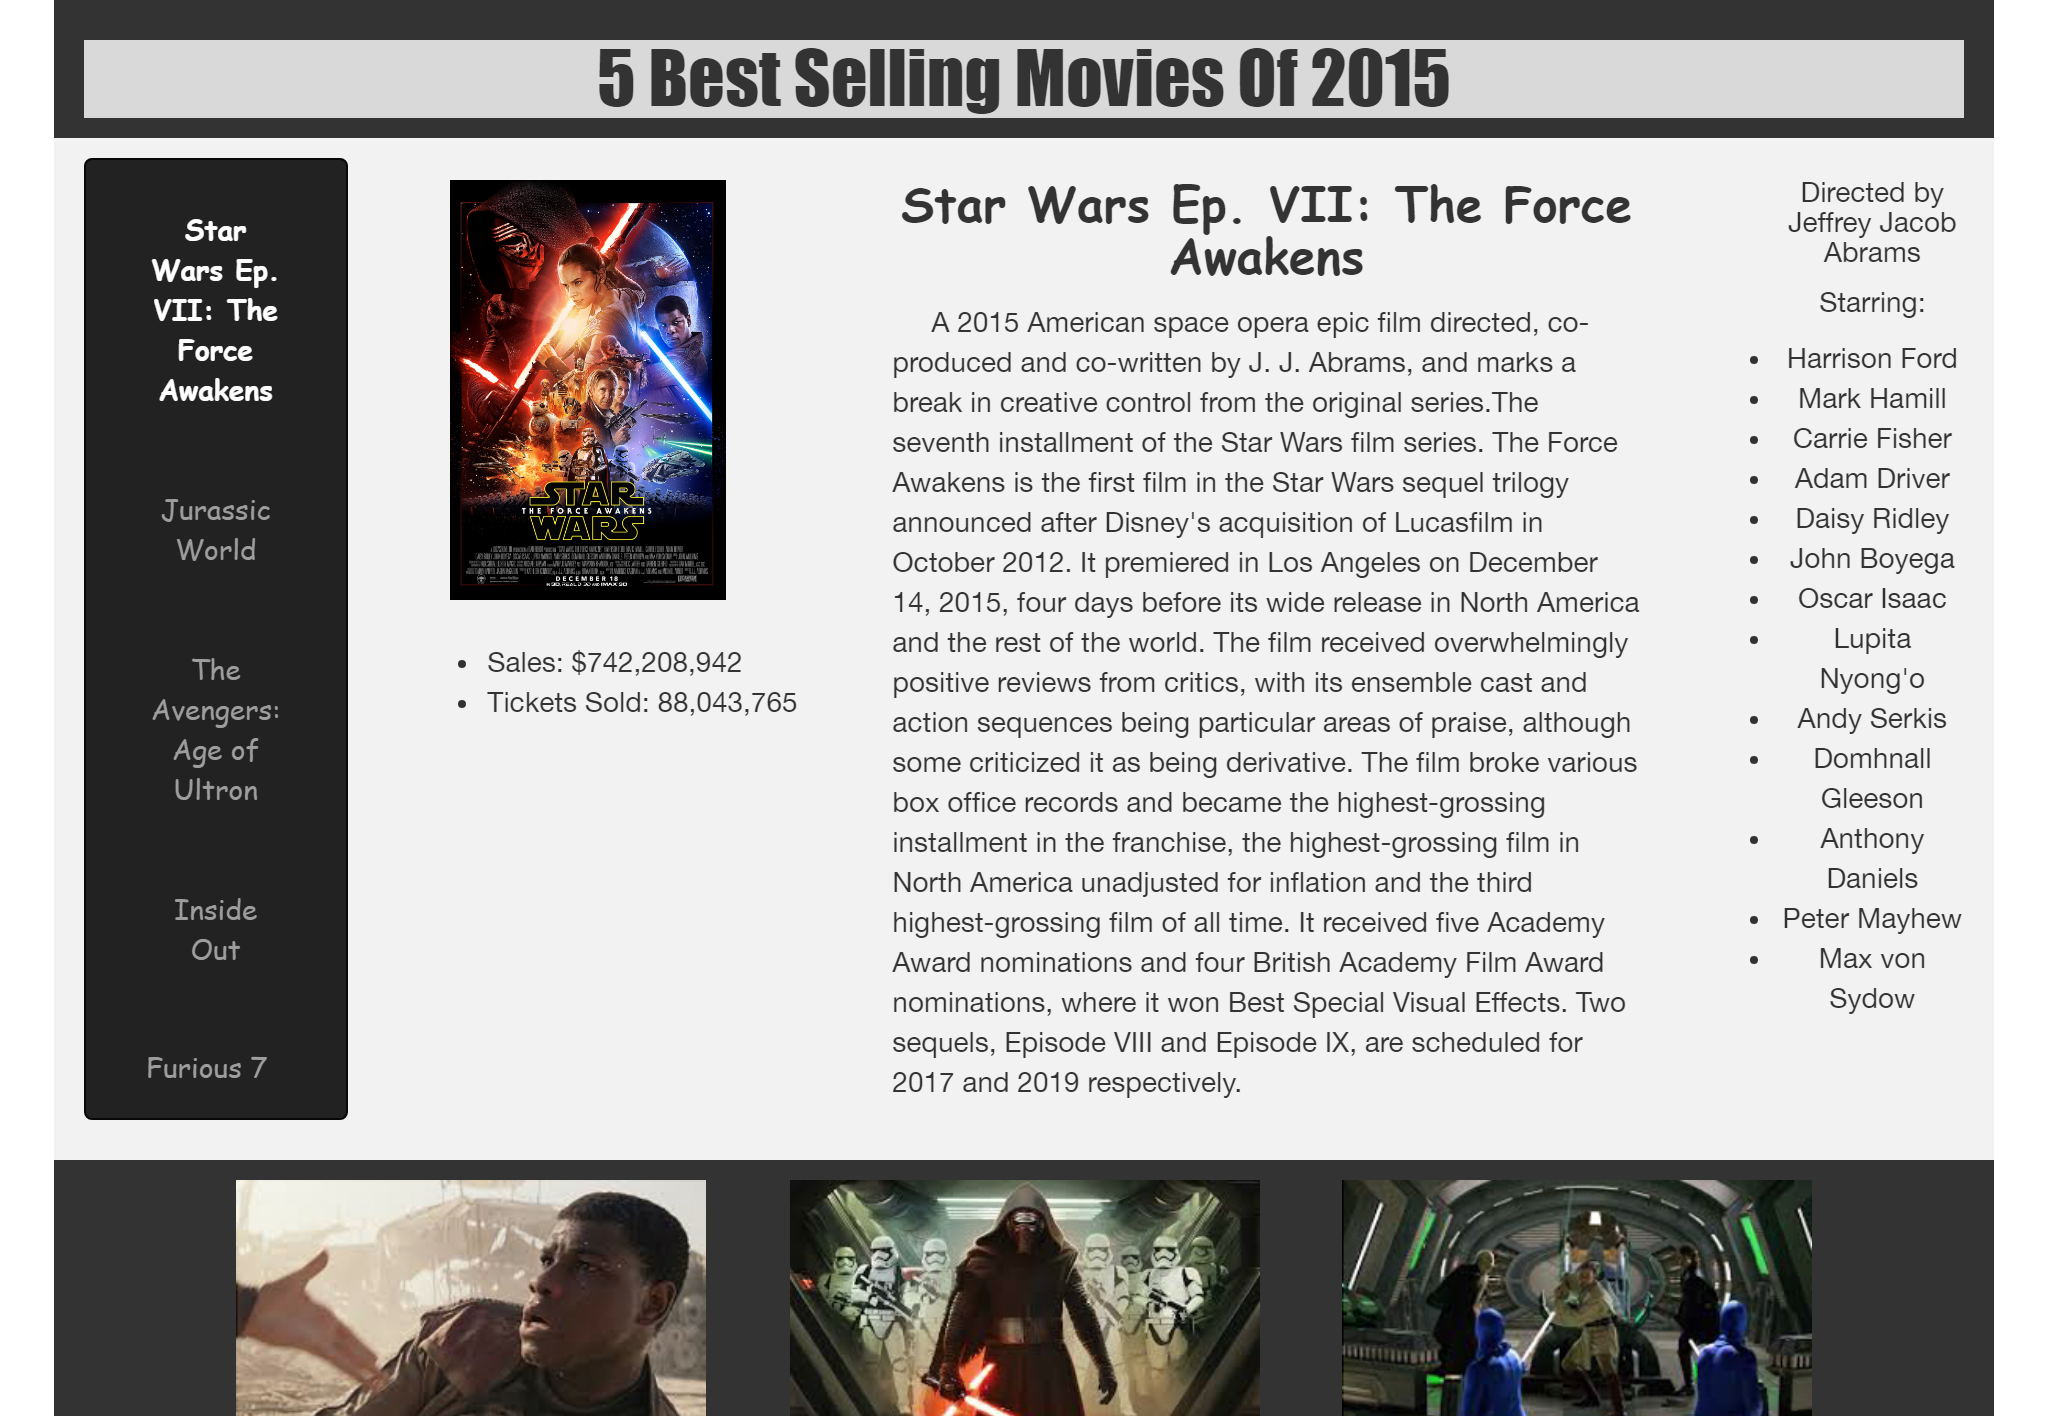 5 Best Selling Movies Of 2015
Star
Wars Ep.
VII: The
Force
Awakens
Jurassic
World
The
Avengers:
Age of
Ultron
Inside
Out
Furious 7
STAR
THE FORCE AWAKENS
WARS
DECEMBER 18
Sales: $742,208,942
Tickets Sold: 88,043,765
Star Wars Ep. VII: The Force
Awakens
A 2015 American space opera epic film directed, co-
produced and co-written by J. J. Abrams, and marks a
break in creative control from the original series.The
seventh installment of the Star Wars film series. The Force
Awakens is the first film in the Star Wars sequel trilogy
announced after Disney's acquisition of Lucasfilm in
October 2012. It premiered in Los Angeles on December
14, 2015, four days before its wide release in North America
and the rest of the world. The film received overwhelmingly
positive reviews from critics, with its ensemble cast and
action sequences being particular areas of praise, although
some criticized it as being derivative. The film broke various
box office records and became the highest-grossing
installment in the franchise, the highest-grossing film in
North America unadjusted for inflation and the third
highest-grossing film of all time. It received five Academy
Award nominations and four British Academy Film Award
nominations, where it won Best Special Visual Effects. Two
sequels, Episode VIII and Episode IX, are scheduled for
2017 and 2019 respectively.
Directed by
Jeffrey Jacob
Abrams
Starring:
Harrison Ford
Mark Hamill
Carrie Fisher
Adam Driver
Daisy Ridley
John Boyega
Oscar Isaac
Lupita
Nyong'o
Andy Serkis
Domhnall
Gleeson
Anthony
Daniels
Peter Mayhew
Max von
Sydow